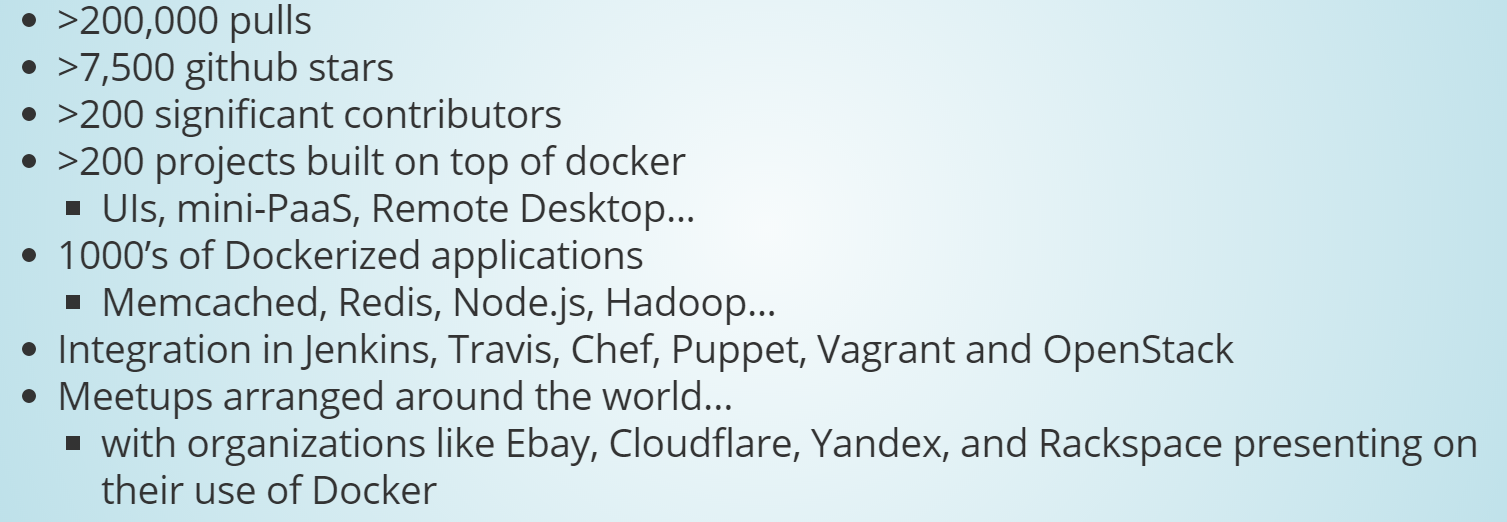 • >200,000 pulls
• >7,500 github stars
• >200 significant contributors
• >200 projects built on top of docker
▪ UIs, mini-PaaS, Remote Desktop…
• 1000’s of Dockerized applications
▪ Memcached, Redis, Node.js, Hadoop…
• Integration in Jenkins, Travis, Chef, Puppet, Vagrant and OpenStack
• Meetups arranged around the world…
▪ with organizations like Ebay, Cloudflare, Yandex, and Rackspace presenting on
their use of Docker